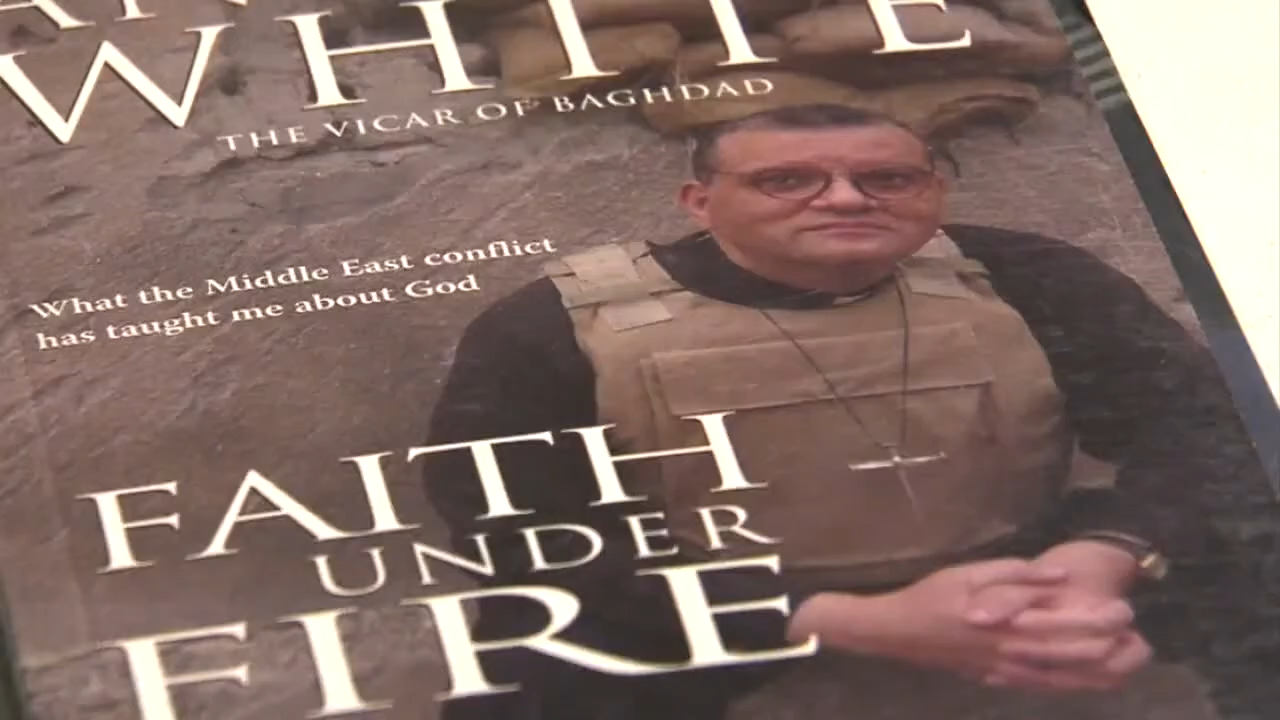 WHITE
THE VICAR OF BAGHDAD
What the Middle East conflict
has taught me about God
FAITH
UNDER
FIRE